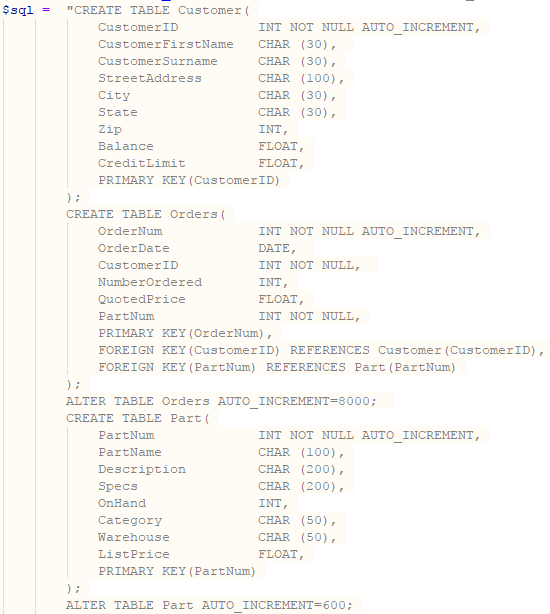 $sql = "CREATE TABLE Customer(
CustomerID INT NOT NULL AUTO_INCREMENT,
CustomerFirstName CHAR (30),
CustomerSurname CHAR (30),
StreetAddress CHAR (100),
City CHAR (30),
State CHAR (30),
Zip INT,
Balance FLOAT,
CreditLimit FLOAT,
PRIMARY KEY(CustomerID)
);
CREATE TABLE Orders(
OrderNum INT NOT NULL AUTO_INCREMENT,
OrderDate DATE,
CustomerID INT NOT NULL,
NumberOrdered INT,
QuotedPrice FLOAT,
PartNum INT NOT NULL,
PRIMARY KEY(OrderNum),
FOREIGN KEY(CustomerID) REFERENCES Customer(CustomerID),
FOREIGN KEY(PartNum) REFERENCES Part(PartNum)
);
ALTER TABLE Orders AUTO_INCREMENT=8000;
CREATE TABLE Part(
PartNum INT NOT NULL AUTO_INCREMENT,
PartName CHAR (100),
Description CHAR (200),
Specs CHAR (200),
OnHand INT,
Category CHAR (50),
Warehouse CHAR (50),
ListPrice FLOAT,
PRIMARY KEY(PartNum)
);
ALTER TABLE Part AUTO_INCREMENT=600;